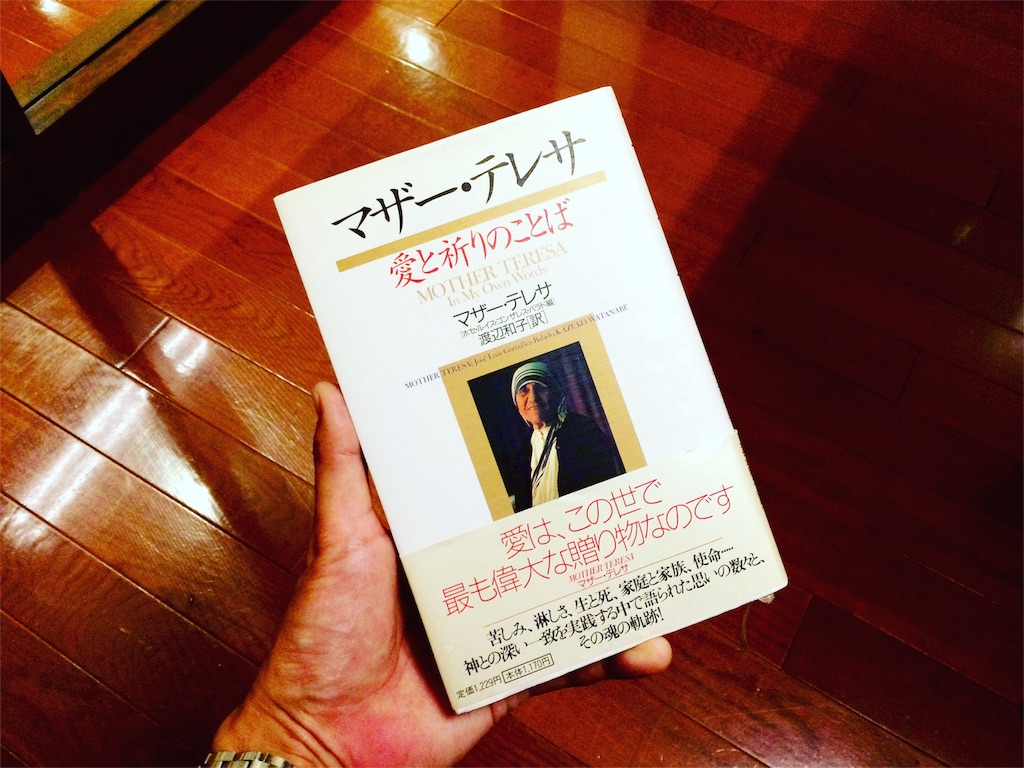 マザー・テレサ
愛と祈りのことば
MOTHER TERESA
In My Own Words
マザー・テレサ
[ホセ・ルイス・ゴンザレス・バラド編]
渡辺和子[訳]
MOTHER TERESA/José Luis González-Balado/KAZUKO WATANABE
愛は、この世で
最も偉大な贈り物なのです
MOTHER TERESA
マザー・テレサ
苦しみ、淋しさ、生と死、家庭と家族、使命……
神との深い一致を実践する中で語られた思いの数々と、
その魂の軌跡!
定価1,229円 本体1,170円